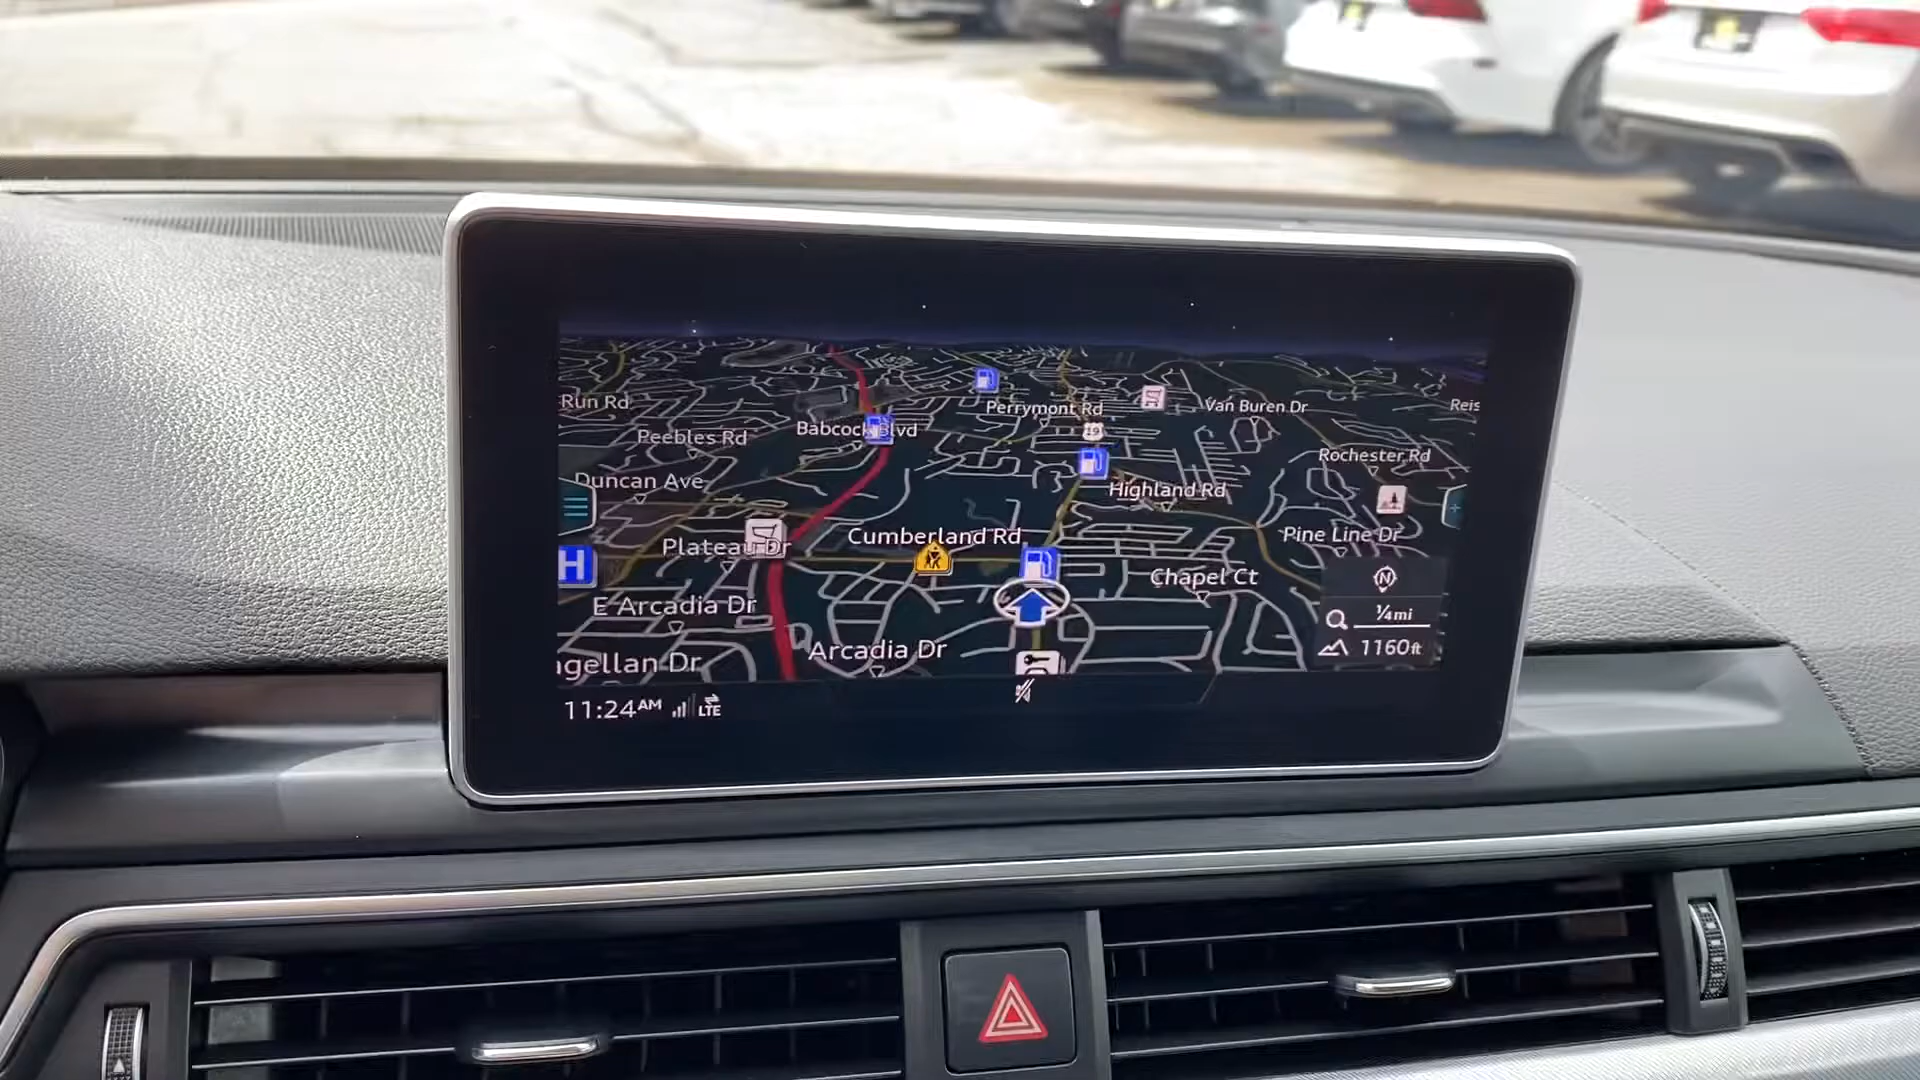 Run Rd
Perrymont Rd
Van Buren Dr
Reis
Peebles Rd
Babcock Blvd
19
Rochester Rd
Duncan Ave
Highland Rd
Plateau Dr
Cumberland Rd
Pine Line Dr
H
E Arcadia Dr
Chapel Ct
N
1/4mi
agellan Dr
Arcadia Dr
1160ft
11:24AM
LTE